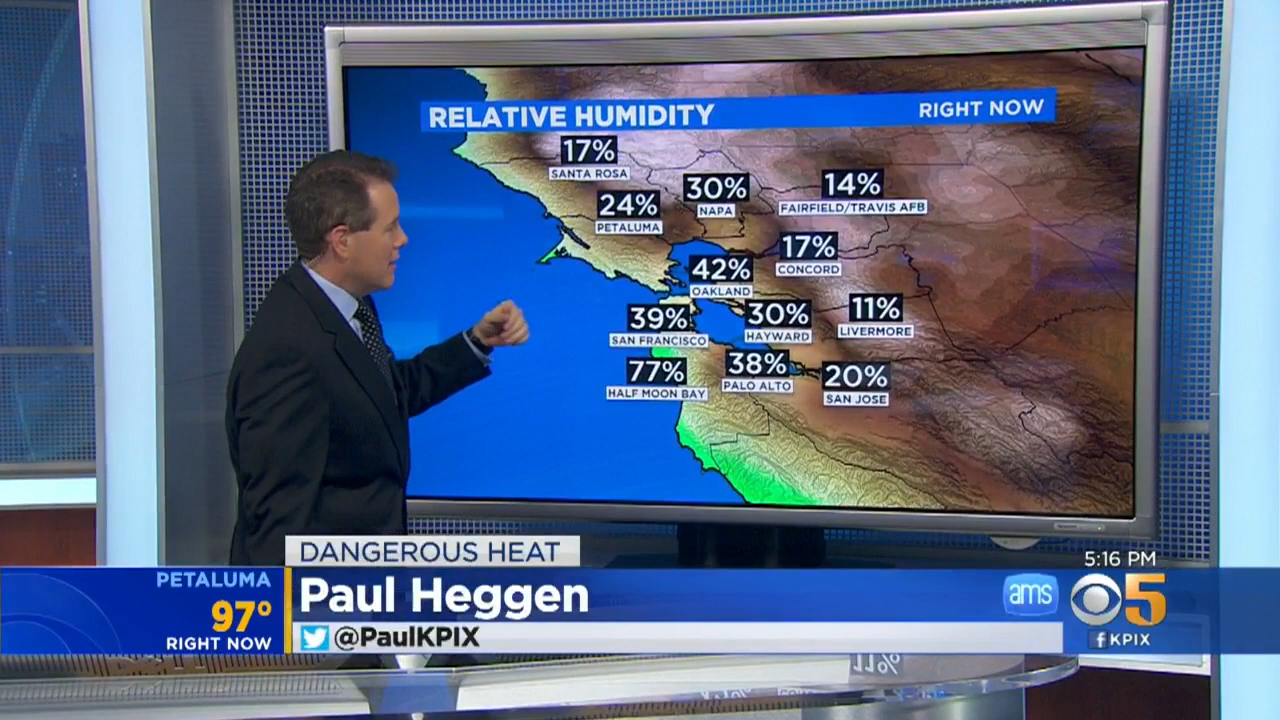 RELATIVE HUMIDITY
RIGHT NOW
17%
SANTA ROSA
24%
PETALUMA
30%
NAPA
14%
FAIRFIELD/TRAVIS AFB
17%
CONCORD
42%
OAKLAND
39%
SAN FRANCISCO
30%
HAYWARD
11%
LIVERMORE
77%
HALF MOON BAY
38%
PALO ALTO
20%
SAN JOSE
DANGEROUS HEAT
5:16 PM
PETALUMA
97°
RIGHT NOW
Paul Heggen
@PaulKPIX
ams
5
f KPIX
11%